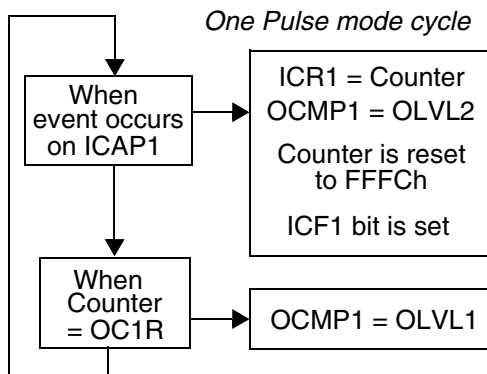 One Pulse mode cycle
When
event occurs
on ICAP1
ICR1 = Counter
OCMP1 = OLVL2
Counter is reset
to FFFCh
ICF1 bit is set
When
Counter
= OC1R
OCMP1 = OLVL1